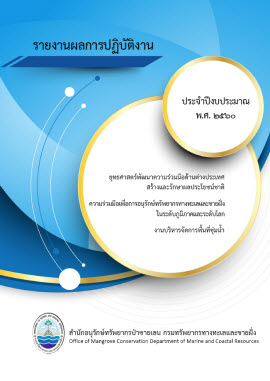 รายงานผลการปฏิบัติงาน
ประจำปีงบประมาณ
พ.ศ. ๒๕๖๐
ยุทธศาสตร์พัฒนาความร่วมมือด้านต่างประเทศ
สร้างและรักษาผลประโยชน์ชาติ
ความร่วมมือเพื่อการอนุรักษ์ทรัพยากรทางทะเลและชายฝั่ง
ในระดับภูมิภาคและระดับโลก
งานบริหารจัดการพื้นที่ชุ่มน้ำ
สำนักอนุรักษ์ทรัพยากรป่าชายเลน กรมทรัพยากรทางทะเลและชายฝั่ง
Office of Mangrove Conservation Department of Marine and Coastal Resources